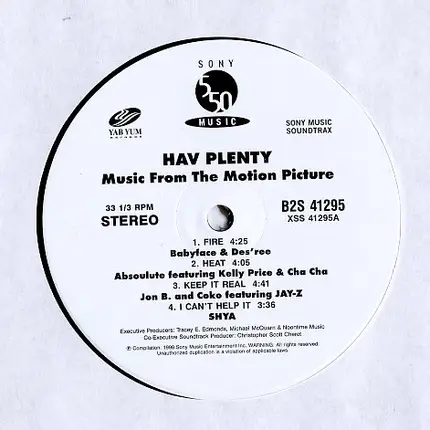 SONY
550
MUSIC
YAB YUM
RECORDS
SONY MUSIC
SOUNDTRAX
HAV PLENTY
Music From The Motion Picture
33 1/3 RPM
STEREO
B2S 41295
XSS 41295A
1. FIRE 4:25
Babyface & Des'ree
2. HEAT 4:05
Absoulute featuring Kelly Price & Cha Cha
3. KEEP IT REAL 4:41
Jon B. and Coko featuring JAY-Z
4. I CAN'T HELP IT 3:36
SHYA
Executive Producers: Tracey E. Edmonds, Michael McQuarn & Noontime Music
Co-Executive Soundtrack Producer: Christopher Scott Cherot
℗ Compilation: 1998 Sony Music Entertainment Inc. WARNING: All rights reserved.
Unauthorized duplication is a violation of applicable laws.